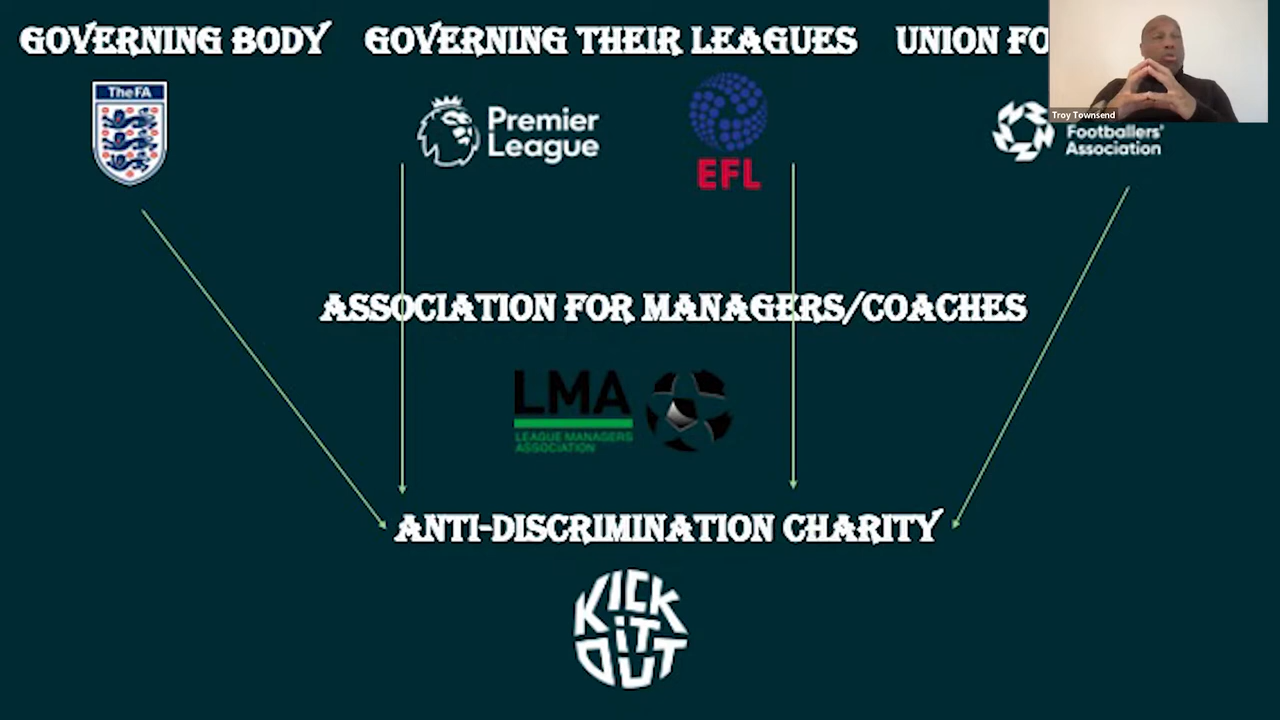 GOVERNING BODY
GOVERNING THEIR LEAGUES
UNION FO
The FA
Premier
League
EFL
Troy Townsend
Footballers'
Association
ASSOCIATION FOR MANAGERS/COACHES
LMA
LEAGUE MANAGERS
ASSOCIATION
ANTI-DISCRIMINATION CHARITY
KICK
iT
OUT